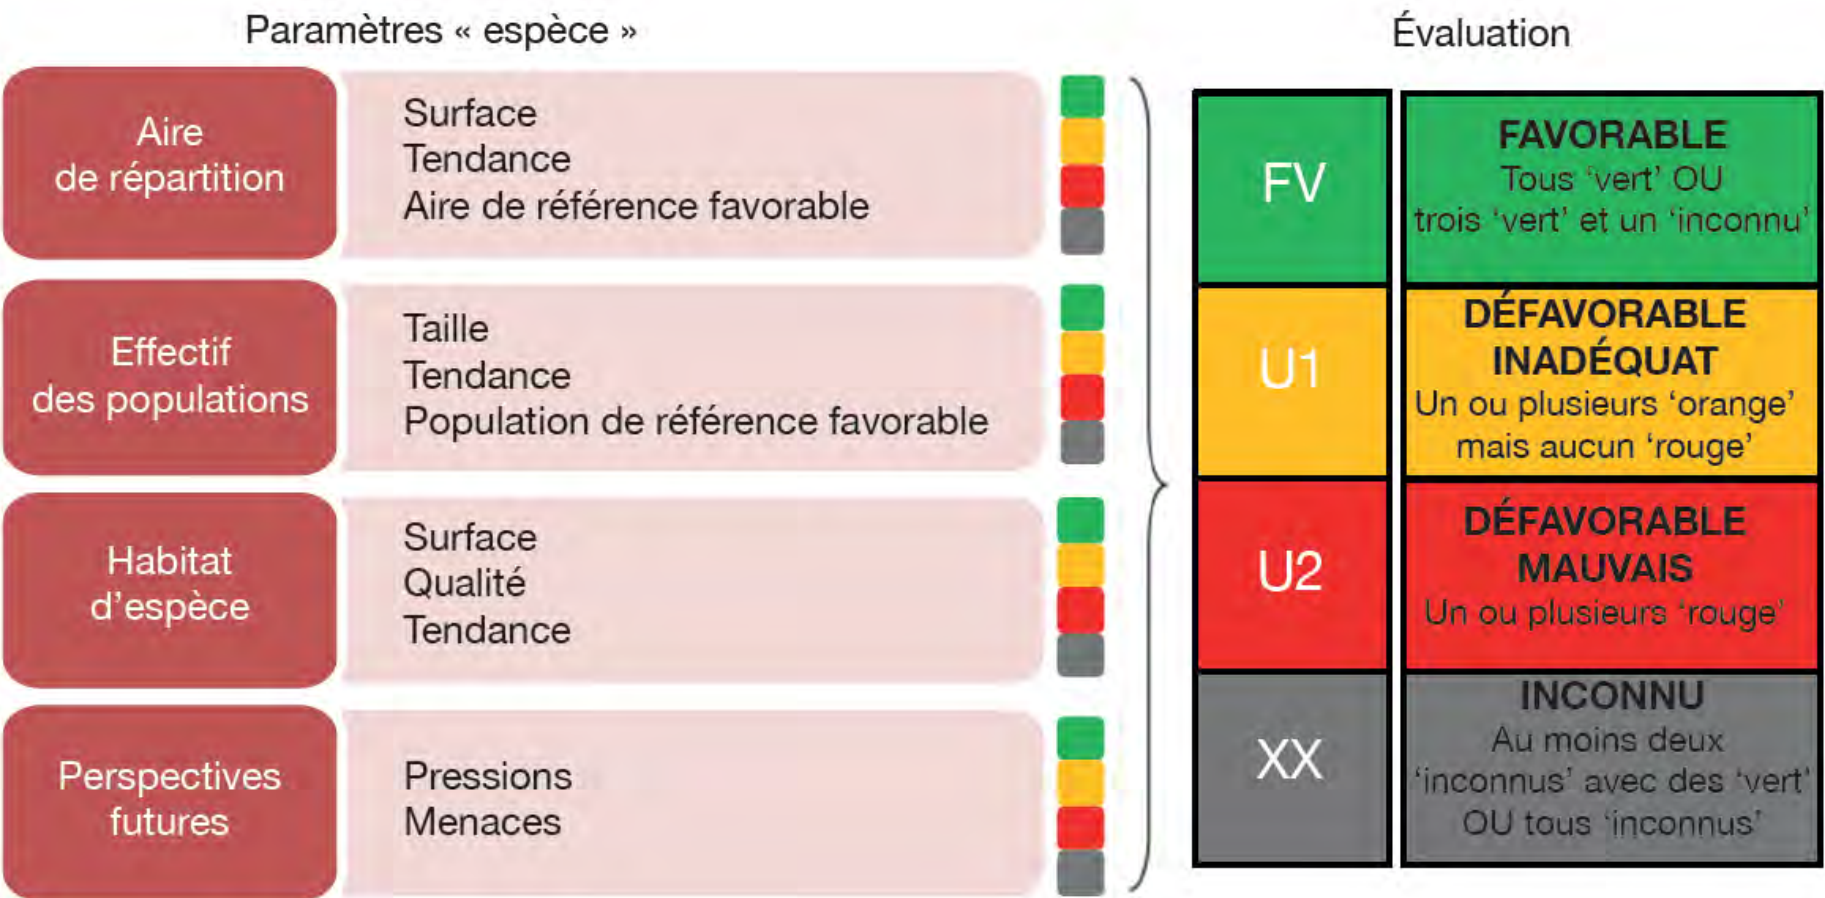 Paramètres « espèce »
Évaluation
Aire
de répartition
Surface
Tendance
Aire de référence favorable
Effectif
des populations
Taille
Tendance
Population de référence favorable
Habitat
d’espèce
Surface
Qualité
Tendance
Perspectives
futures
Pressions
Menaces
FV
FAVORABLE
Tous ‘vert’ OU
trois ‘vert’ et un ‘inconnu’
U1
DÉFAVORABLE
INADÉQUAT
Un ou plusieurs ‘orange’
mais aucun ‘rouge’
U2
DÉFAVORABLE
MAUVAIS
Un ou plusieurs ‘rouge’
XX
INCONNU
Au moins deux
‘inconnus’ avec des ‘vert’
OU tous ‘inconnus’